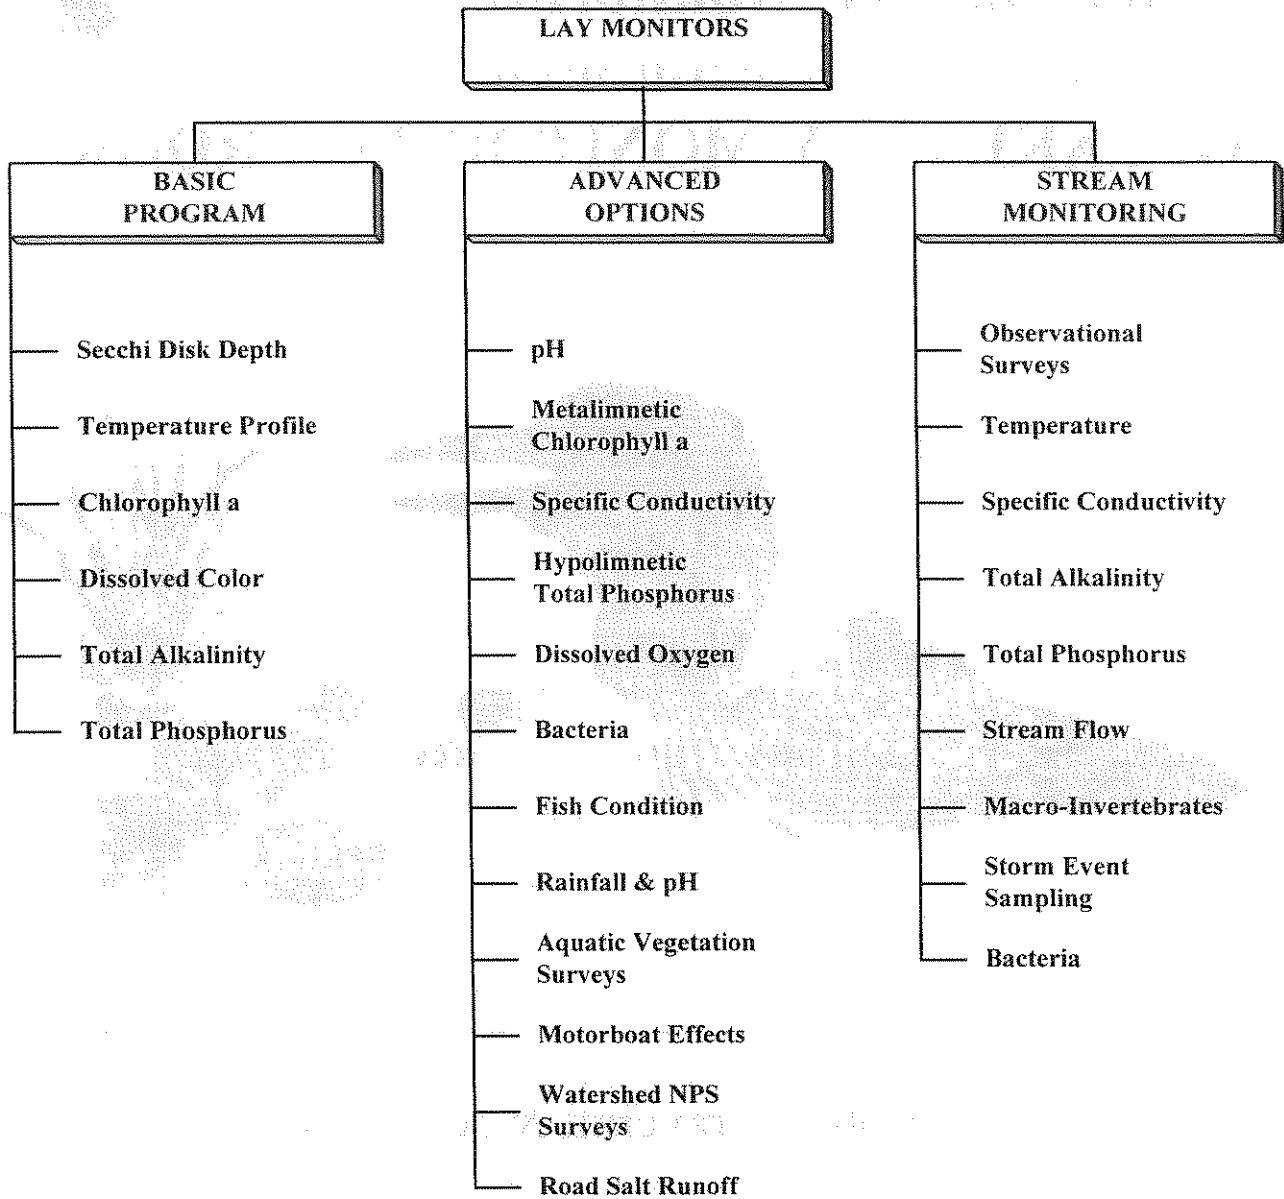 LAY MONITORS
BASIC
PROGRAM
Secchi Disk Depth
Temperature Profile
Chlorophyll a
Dissolved Color
Total Alkalinity
Total Phosphorus
ADVANCED
OPTIONS
pH
Metalimnetic
Chlorophyll a
Specific Conductivity
Hypolimnetic
Total Phosphorus
Dissolved Oxygen
Bacteria
Fish Condition
Rainfall & pH
Aquatic Vegetation
Surveys
Motorboat Effects
Watershed NPS
Surveys
Road Salt Runoff
STREAM
MONITORING
Observational
Surveys
Temperature
Specific Conductivity
Total Alkalinity
Total Phosphorus
Stream Flow
Macro-Invertebrates
Storm Event
Sampling
Bacteria